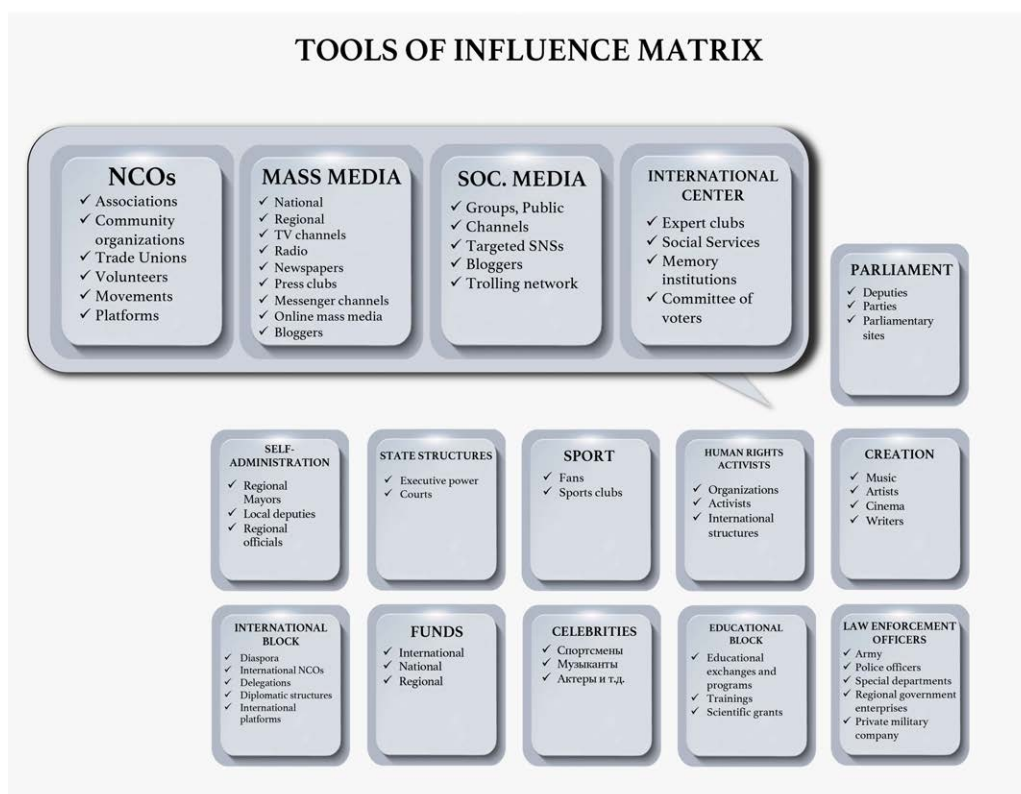 TOOLS OF INFLUENCE MATRIX
NCOs
✓ Associations
✓ Community
organizations
✓ Trade Unions
✓ Volunteers
✓ Movements
✓ Platforms
MASS MEDIA
✓ National
✓ Regional
✓ TV channels
✓ Radio
✓ Newspapers
✓ Press clubs
✓ Messenger channels
✓ Online mass media
✓ Bloggers
SOC. MEDIA
✓ Groups, Public
✓ Channels
✓ Targeted SNSs
✓ Bloggers
✓ Trolling network
INTERNATIONAL
CENTER
✓ Expert clubs
✓ Social Services
✓ Memory
institutions
✓ Committee of
voters
PARLIAMENT
✓ Deputies
✓ Parties
✓ Parliamentary
sites
SELF-
ADMINISTRATION
✓ Regional
Mayors
✓ Local deputies
✓ Regional
officials
STATE STRUCTURES
✓ Executive power
✓ Courts
SPORT
✓ Fans
✓ Sports clubs
HUMAN RIGHTS
ACTIVISTS
✓ Organizations
✓ Activists
✓ International
structures
CREATION
✓ Music
✓ Artists
✓ Cinema
✓ Writers
INTERNATIONAL
BLOCK
✓ Diaspora
✓ International NCOs
✓ Delegations
✓ Diplomatic structures
✓ International
platforms
FUNDS
✓ International
✓ National
✓ Regional
CELEBRITIES
✓ Спортсмены
✓ Музыканты
✓ Актеры и т.д.
EDUCATIONAL
BLOCK
✓ Educational
exchanges and
programs
✓ Trainings
✓ Scientific grants
LAW ENFORCEMENT
OFFICERS
✓ Army
✓ Police officers
✓ Special departments
✓ Regional government
enterprises
✓ Private military
company